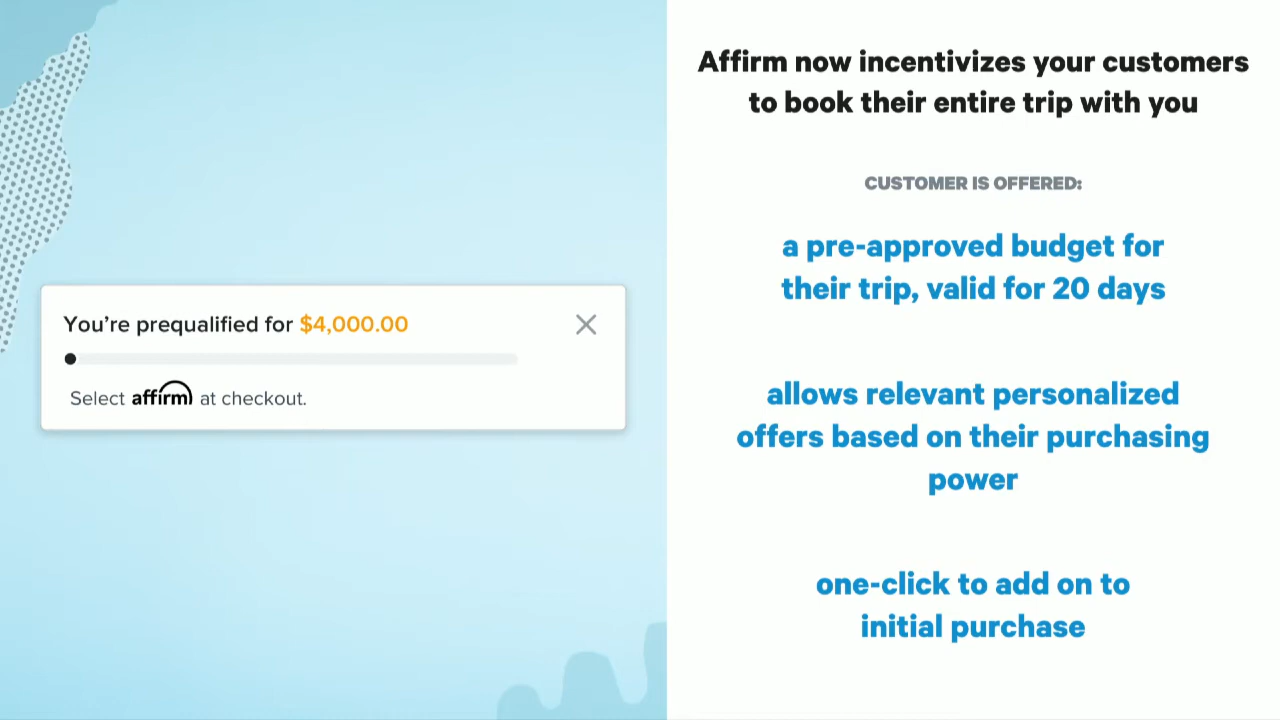 You're prequalified for $4,000.00
Select affirm at checkout.
Affirm now incentivizes your customers
to book their entire trip with you
CUSTOMER IS OFFERED:
a pre-approved budget for
their trip, valid for 20 days
allows relevant personalized
offers based on their purchasing
power
one-click to add on to
initial purchase